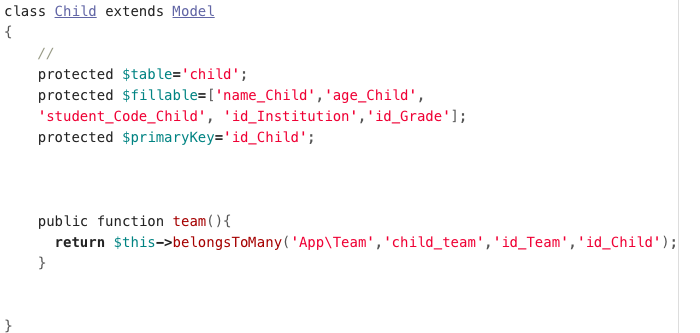 class Child extends Model
{
    //
    protected $table='child';
    protected $fillable=['name_Child','age_Child',
    'student_Code_Child', 'id_Institution','id_Grade'];
    protected $primaryKey='id_Child';
    public function team(){
      return $this->belongsToMany('App\Team','child_team','id_Team','id_Child');
    }
}